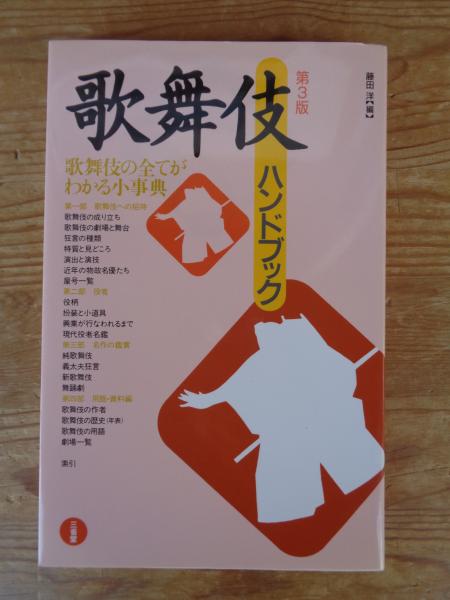 歌舞伎
ハンドブック
第3版
藤田 洋【編】
歌舞伎の全てが
わかる小事典
第一部 歌舞伎への招待
歌舞伎の成り立ち
歌舞伎の劇場と舞台
狂言の種類
特質と見どころ
演出と演技
近年の物故名優たち
屋号一覧
第二部 役者
役柄
扮装と小道具
興業が行なわれるまで
現代役者名鑑
第三部 名作の鑑賞
純歌舞伎
義太夫狂言
新歌舞伎
舞踊劇
第四部 用語・資料編
歌舞伎の作者
歌舞伎の歴史(年表)
歌舞伎の用語
劇場一覧
索引
三省堂